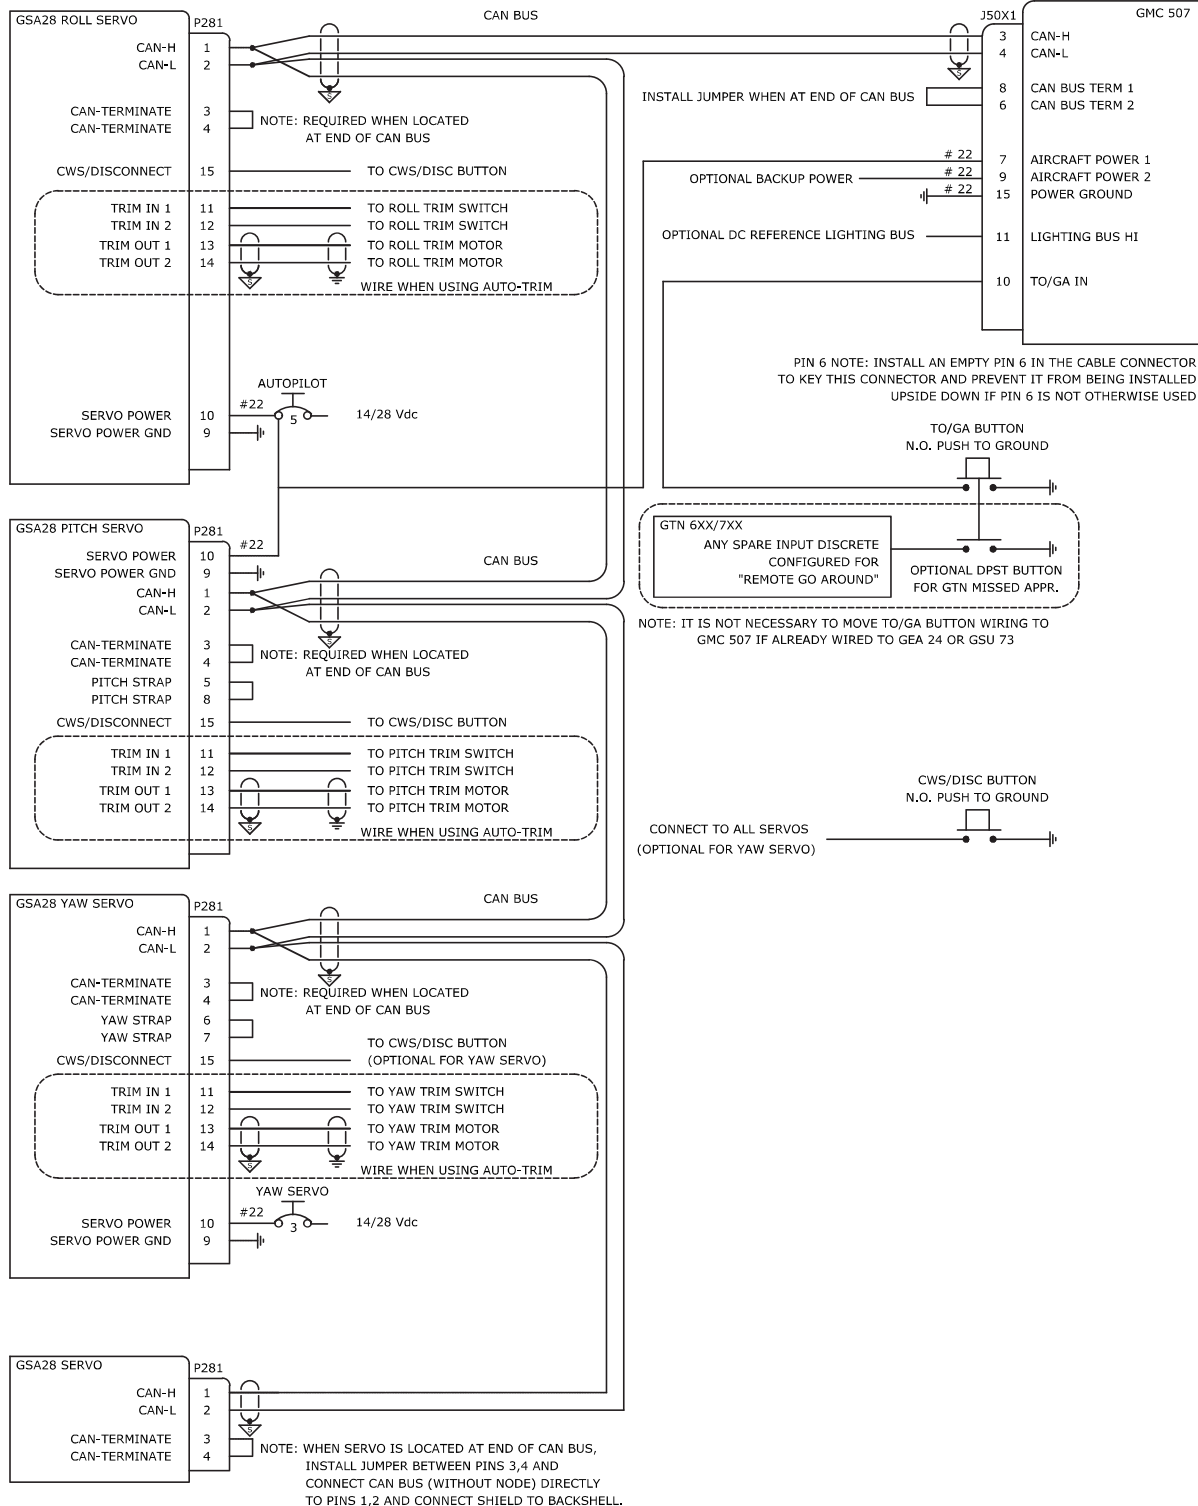 GSA28 ROLL SERVO
P281
CAN BUS
CAN-H 1
CAN-L 2
CAN-TERMINATE 3
CAN-TERMINATE 4
NOTE: REQUIRED WHEN LOCATED
AT END OF CAN BUS
CWS/DISCONNECT 15 TO CWS/DISC BUTTON
TRIM IN 1 11 TO ROLL TRIM SWITCH
TRIM IN 2 12 TO ROLL TRIM SWITCH
TRIM OUT 1 13 TO ROLL TRIM MOTOR
TRIM OUT 2 14 TO ROLL TRIM MOTOR
S
S
WIRE WHEN USING AUTO-TRIM
AUTOPILOT
SERVO POWER 10 #22 5 14/28 Vdc
SERVO POWER GND 9
J50X1
GMC 507
3 CAN-H
4 CAN-L
S
INSTALL JUMPER WHEN AT END OF CAN BUS
8 CAN BUS TERM 1
6 CAN BUS TERM 2
# 22 7 AIRCRAFT POWER 1
OPTIONAL BACKUP POWER # 22 9 AIRCRAFT POWER 2
# 22 15 POWER GROUND
OPTIONAL DC REFERENCE LIGHTING BUS 11 LIGHTING BUS HI
10 TO/GA IN
PIN 6 NOTE: INSTALL AN EMPTY PIN 6 IN THE CABLE CONNECTOR
TO KEY THIS CONNECTOR AND PREVENT IT FROM BEING INSTALLED
UPSIDE DOWN IF PIN 6 IS NOT OTHERWISE USED
TO/GA BUTTON
N.O. PUSH TO GROUND
GTN 6XX/7XX
ANY SPARE INPUT DISCRETE
CONFIGURED FOR
"REMOTE GO AROUND"
OPTIONAL DPST BUTTON
FOR GTN MISSED APPR.
NOTE: IT IS NOT NECESSARY TO MOVE TO/GA BUTTON WIRING TO
GMC 507 IF ALREADY WIRED TO GEA 24 OR GSU 73
CWS/DISC BUTTON
N.O. PUSH TO GROUND
CONNECT TO ALL SERVOS
(OPTIONAL FOR YAW SERVO)
GSA28 PITCH SERVO
P281
SERVO POWER 10 #22
SERVO POWER GND 9
CAN BUS
CAN-H 1
CAN-L 2
S
CAN-TERMINATE 3
CAN-TERMINATE 4
NOTE: REQUIRED WHEN LOCATED
AT END OF CAN BUS
PITCH STRAP 5
PITCH STRAP 8
CWS/DISCONNECT 15 TO CWS/DISC BUTTON
TRIM IN 1 11 TO PITCH TRIM SWITCH
TRIM IN 2 12 TO PITCH TRIM SWITCH
TRIM OUT 1 13 TO PITCH TRIM MOTOR
TRIM OUT 2 14 TO PITCH TRIM MOTOR
S
WIRE WHEN USING AUTO-TRIM
GSA28 YAW SERVO
P281
CAN BUS
CAN-H 1
CAN-L 2
S
CAN-TERMINATE 3
CAN-TERMINATE 4
NOTE: REQUIRED WHEN LOCATED
AT END OF CAN BUS
YAW STRAP 6
YAW STRAP 7
TO CWS/DISC BUTTON
CWS/DISCONNECT 15 (OPTIONAL FOR YAW SERVO)
TRIM IN 1 11 TO YAW TRIM SWITCH
TRIM IN 2 12 TO YAW TRIM SWITCH
TRIM OUT 1 13 TO YAW TRIM MOTOR
TRIM OUT 2 14 TO YAW TRIM MOTOR
S
WIRE WHEN USING AUTO-TRIM
YAW SERVO
SERVO POWER 10 #22 3 14/28 Vdc
SERVO POWER GND 9
GSA28 SERVO
P281
CAN-H 1
CAN-L 2
S
CAN-TERMINATE 3
CAN-TERMINATE 4
NOTE: WHEN SERVO IS LOCATED AT END OF CAN BUS,
INSTALL JUMPER BETWEEN PINS 3,4 AND
CONNECT CAN BUS (WITHOUT NODE) DIRECTLY
TO PINS 1,2 AND CONNECT SHIELD TO BACKSHELL.